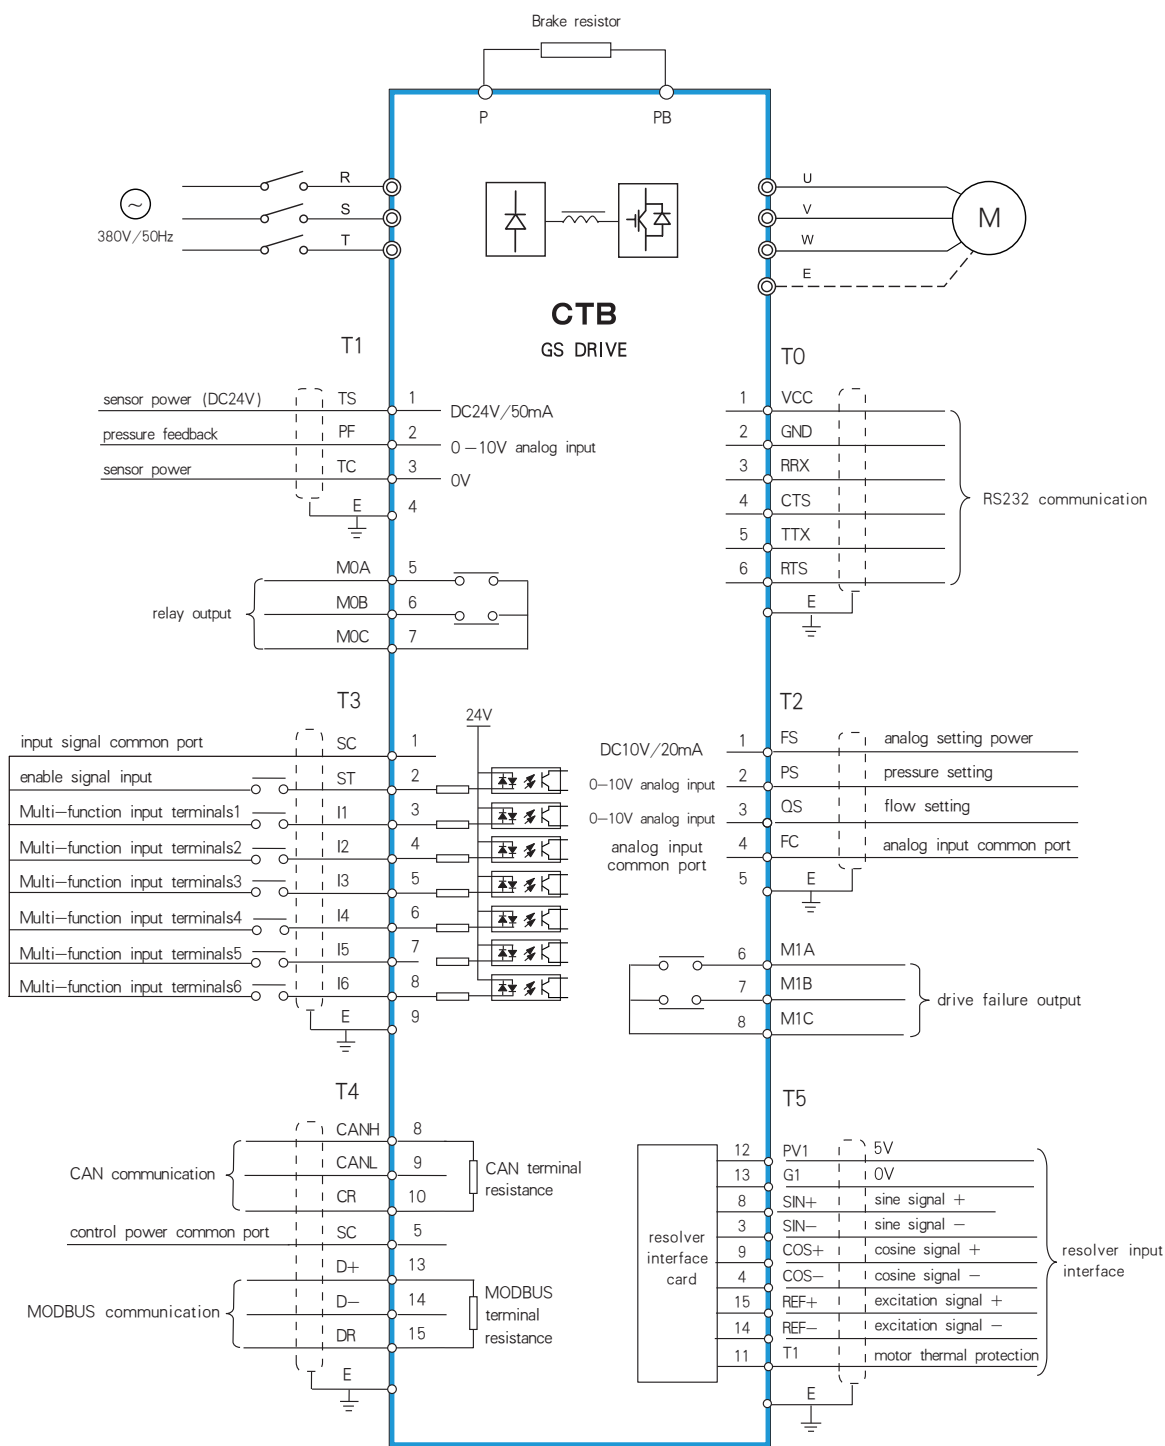 Brake resistor
P
PB
R
S
T
380V/50Hz
U
V
W
E
M
CTB
GS DRIVE
T1
sensor power (DC24V)
TS
1
DC24V/50mA
pressure feedback
PF
2
0-10V analog input
sensor power
TC
3
0V
E
4
M0A
5
M0B
6
M0C
7
relay output
T0
1
VCC
2
GND
3
RRX
4
CTS
5
TTX
6
RTS
E
RS232 communication
T3
24V
input signal common port
SC
1
enable signal input
ST
2
Multi-function input terminals1
I1
3
Multi-function input terminals2
I2
4
Multi-function input terminals3
I3
5
Multi-function input terminals4
I4
6
Multi-function input terminals5
I5
7
Multi-function input terminals6
I6
8
E
9
T2
DC10V/20mA
1
FS
analog setting power
0-10V analog input
2
PS
pressure setting
0-10V analog input
3
QS
flow setting
analog input
common port
4
FC
analog input common port
5
E
6
M1A
7
M1B
8
M1C
drive failure output
T4
CANH
8
CANL
9
CR
10
CAN communication
CAN terminal
resistance
control power common port
SC
5
D+
13
D-
14
DR
15
MODBUS communication
MODBUS
terminal
resistance
E
T5
resolver
interface
card
12
PV1
5V
13
G1
0V
8
SIN+
sine signal +
3
SIN-
sine signal -
9
COS+
cosine signal +
4
COS-
cosine signal -
15
REF+
excitation signal +
14
REF-
excitation signal -
11
T1
motor thermal protection
E
resolver input
interface